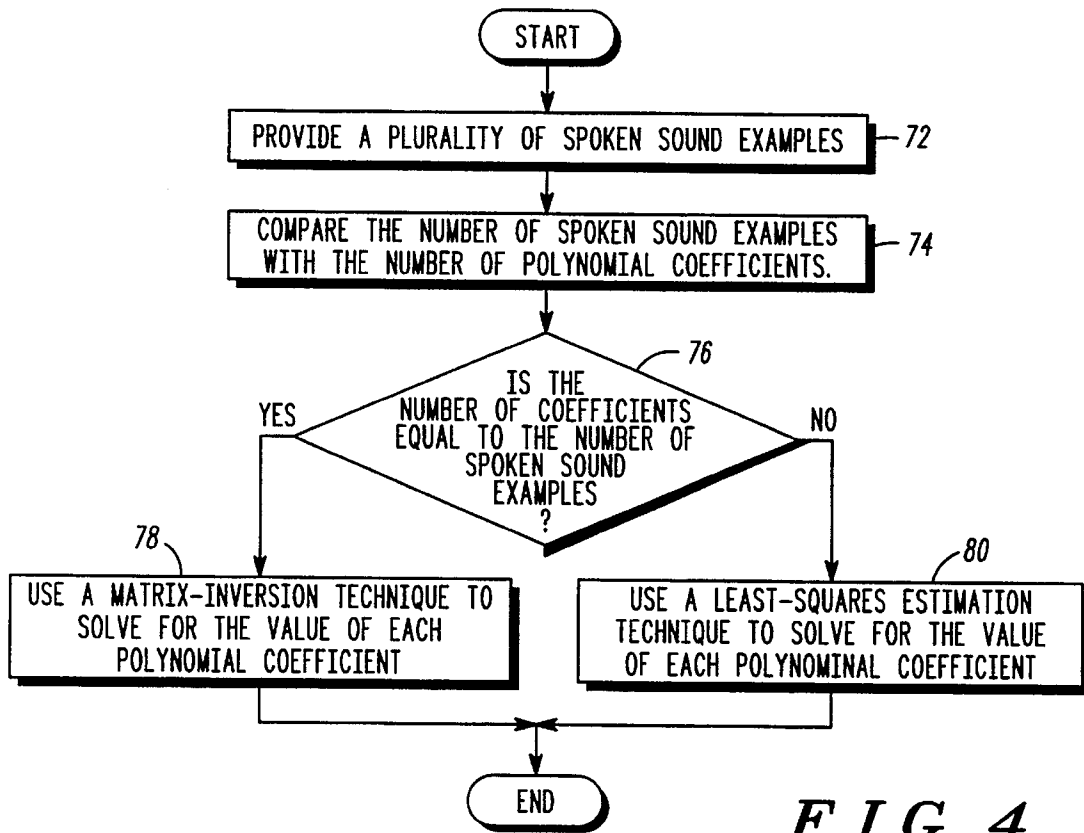 START
PROVIDE A PLURALITY OF SPOKEN SOUND EXAMPLES
72
COMPARE THE NUMBER OF SPOKEN SOUND EXAMPLES
WITH THE NUMBER OF POLYNOMIAL COEFFICIENTS.
74
76
IS THE
NUMBER OF COEFFICIENTS
EQUAL TO THE NUMBER OF
SPOKEN SOUND
EXAMPLES
?
YES
NO
78
USE A MATRIX-INVERSION TECHNIQUE TO
SOLVE FOR THE VALUE OF EACH
POLYNOMIAL COEFFICIENT
80
USE A LEAST-SQUARES ESTIMATION
TECHNIQUE TO SOLVE FOR THE VALUE
OF EACH POLYNOMINAL COEFFICIENT
END
FIG. 4